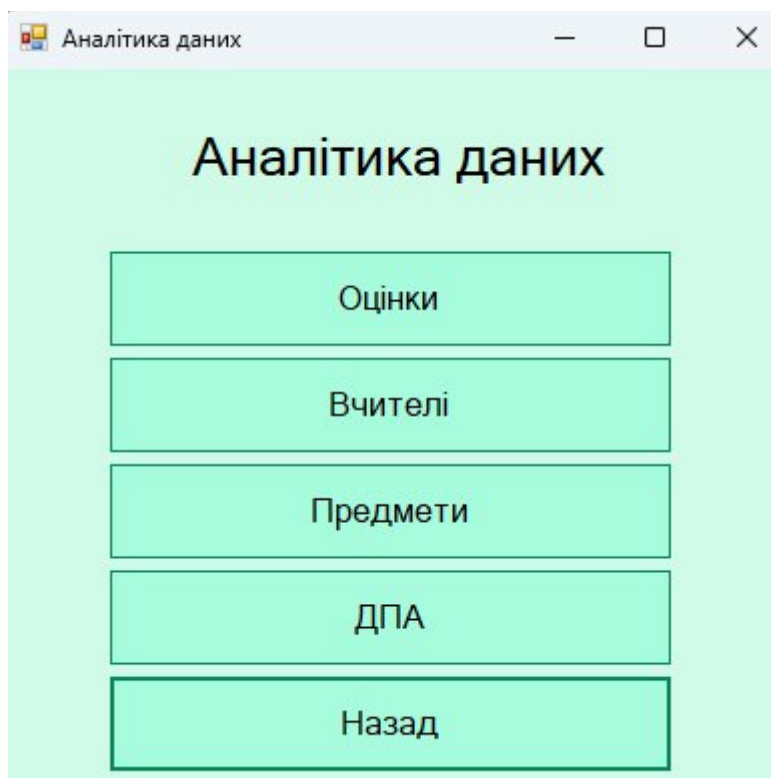 Аналітика даних
Аналітика даних
Оцінки
Вчителі
Предмети
ДПА
Назад